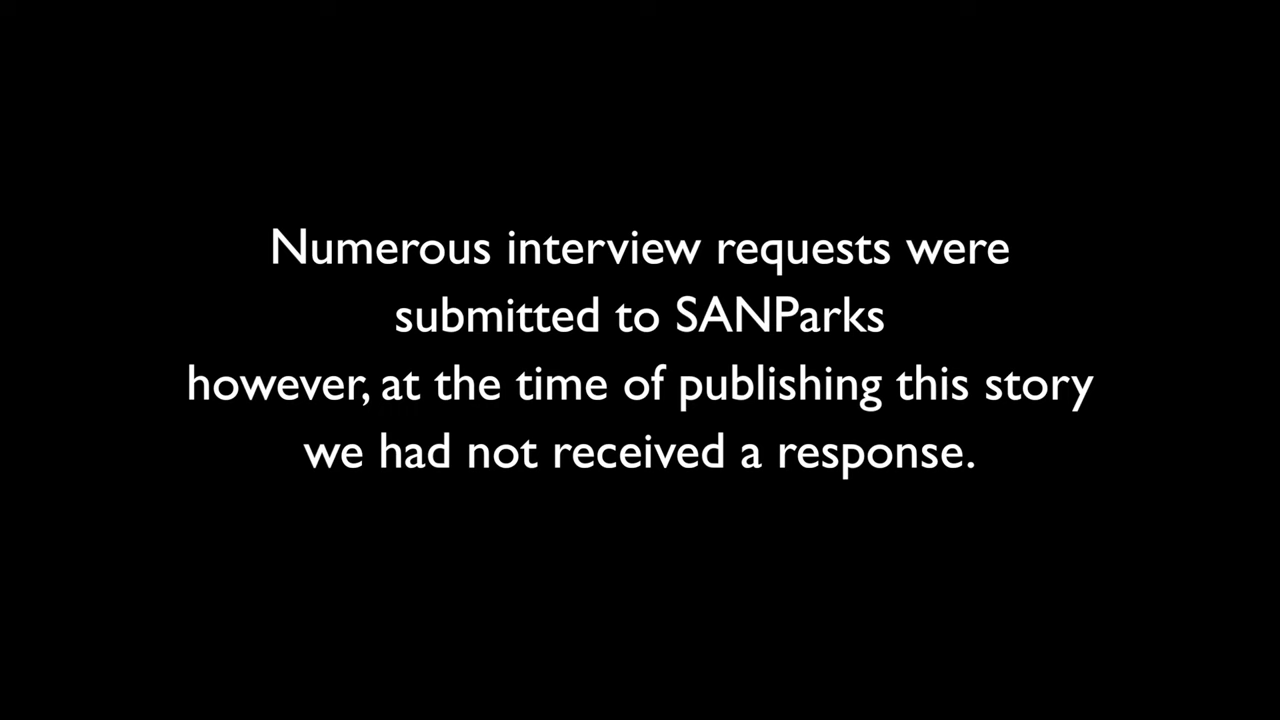 Numerous interview requests were
submitted to SANParks
however, at the time of publishing this story
we had not received a response.